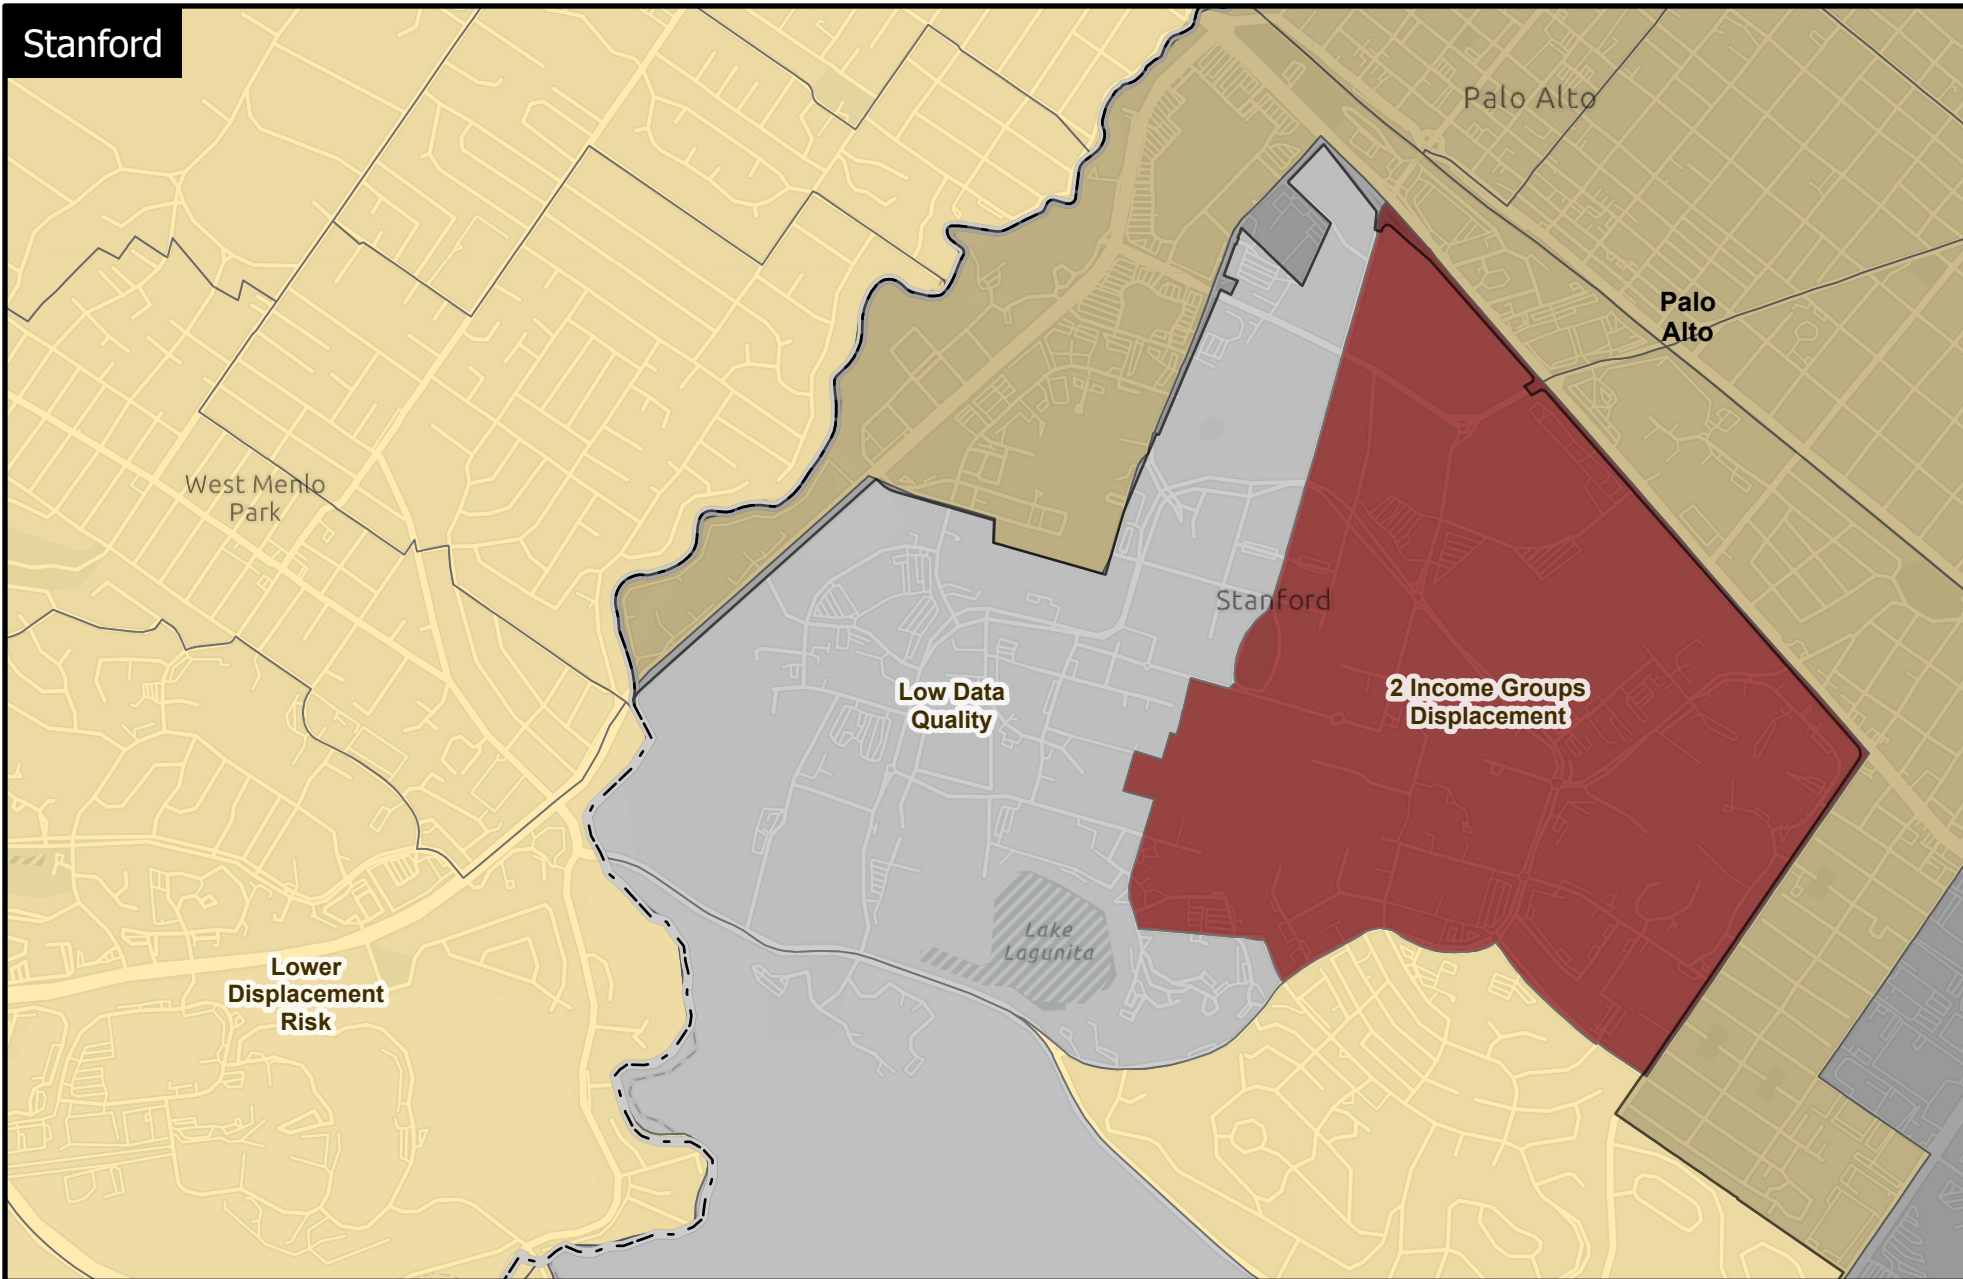 Stanford
Palo Alto
Palo
Alto
West Menlo
Park
Stanford
Low Data
Quality
2 Income Groups
Displacement
Lake
Lagunita
Lower
Displacement
Risk